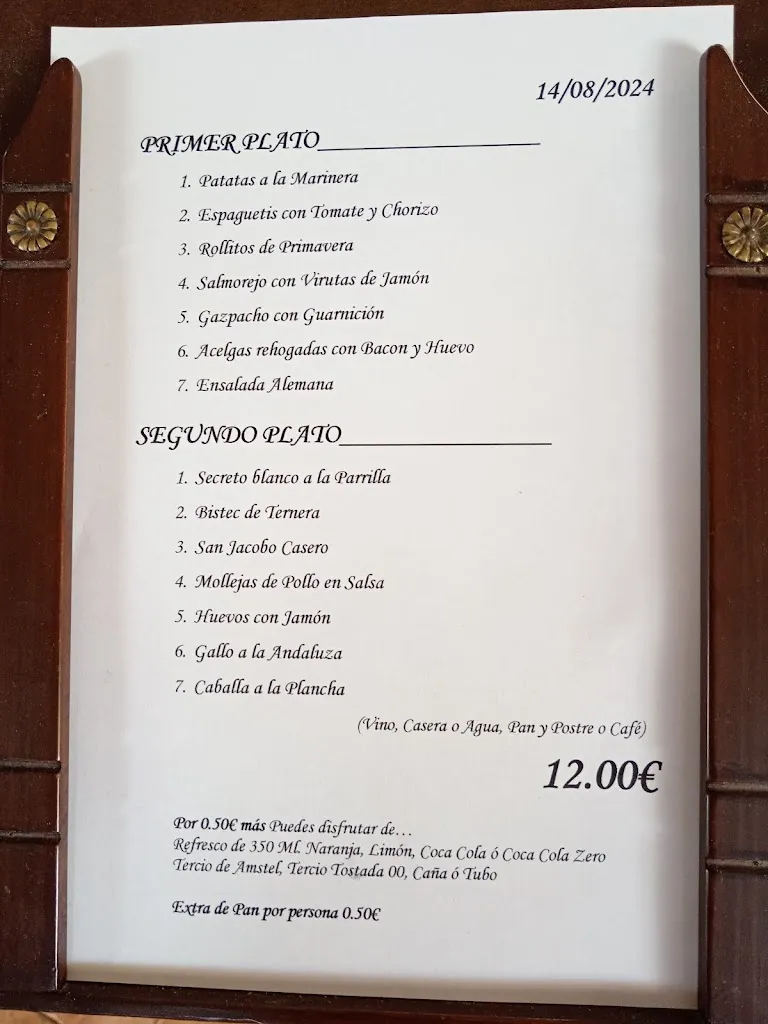 14/08/2024
PRIMER PLATO____________________
1. Patatas a la Marinera
2. Espaguetis con Tomate y Chorizo
3. Rollitos de Primavera
4. Salmorejo con Virutas de Jamón
5. Gazpacho con Guarnición
6. Acelgas rehogadas con Bacon y Huevo
7. Ensalada Alemana
SEGUNDO PLATO___________________
1. Secreto blanco a la Parrilla
2. Bistec de Ternera
3. San Jacobo Casero
4. Mollejas de Pollo en Salsa
5. Huevos con Jamón
6. Gallo a la Andaluza
7. Caballa a la Plancha
(Vino, Casera o Agua, Pan y Postre o Café)
12.00€
Por 0.50€ más Puedes disfrutar de...
Refresco de 350 Ml. Naranja, Limón, Coca Cola ó Coca Cola Zero
Tercio de Amstel, Tercio Tostada 00, Caña ó Tubo
Extra de Pan por persona 0.50€